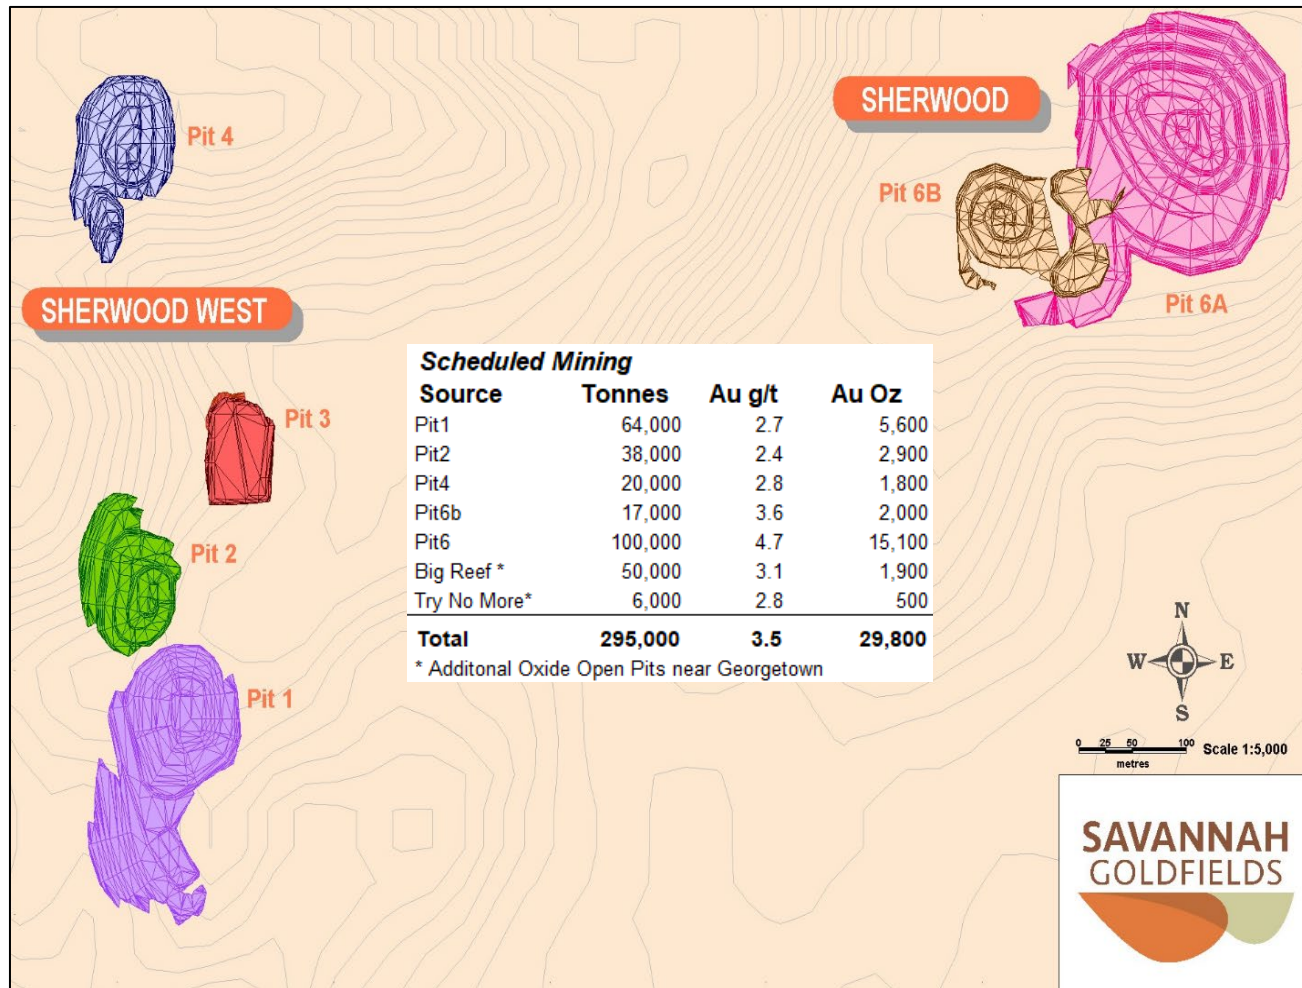 SHERWOOD
Pit 4
Pit 6B
Pit 6A
SHERWOOD WEST
Scheduled Mining
Source Tonnes Au g/t Au Oz
Pit1 64,000 2.7 5,600
Pit2 38,000 2.4 2,900
Pit4 20,000 2.8 1,800
Pit6b 17,000 3.6 2,000
Pit6 100,000 4.7 15,100
Big Reef * 50,000 3.1 1,900
Try No More* 6,000 2.8 500
Total 295,000 3.5 29,800
* Additonal Oxide Open Pits near Georgetown
Pit 3
Pit 2
Pit 1
N
W E
S
0 25 50 100 Scale 1:5,000
metres
SAVANNAH
GOLDFIELDS